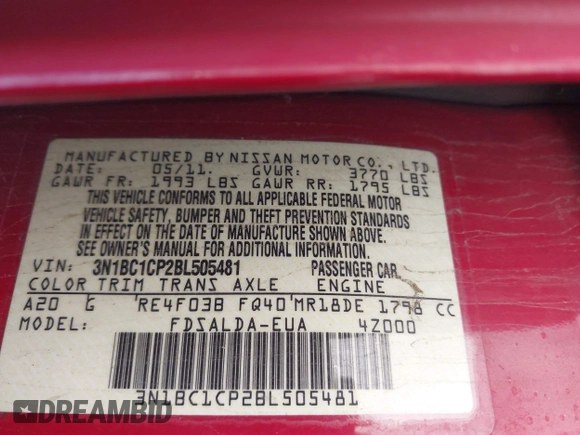 MANUFACTURED BY NISSAN MOTOR CO., LTD.
DATE: 05/11. GVWR: 3770 LBS
GAWR FR: 1993 LBS GAWR RR: 1795 LBS
THIS VEHICLE CONFORMS TO ALL APPLICABLE FEDERAL MOTOR
VEHICLE SAFETY, BUMPER AND THEFT PREVENTION STANDARDS
IN EFFECT ON THE DATE OF MANUFACTURE SHOWN ABOVE.
SEE OWNER'S MANUAL FOR ADDITIONAL INFORMATION.
VIN: 3N1BC1CP2BL505481 PASSENGER CAR.
COLOR TRIM TRANS AXLE ENGINE
A20 G RE4F03B FQ40 MR18DE 1798 CC
MODEL: FDSALDA-EUA 4Z000
3N1BC1CP2BL505481
DREAMBID